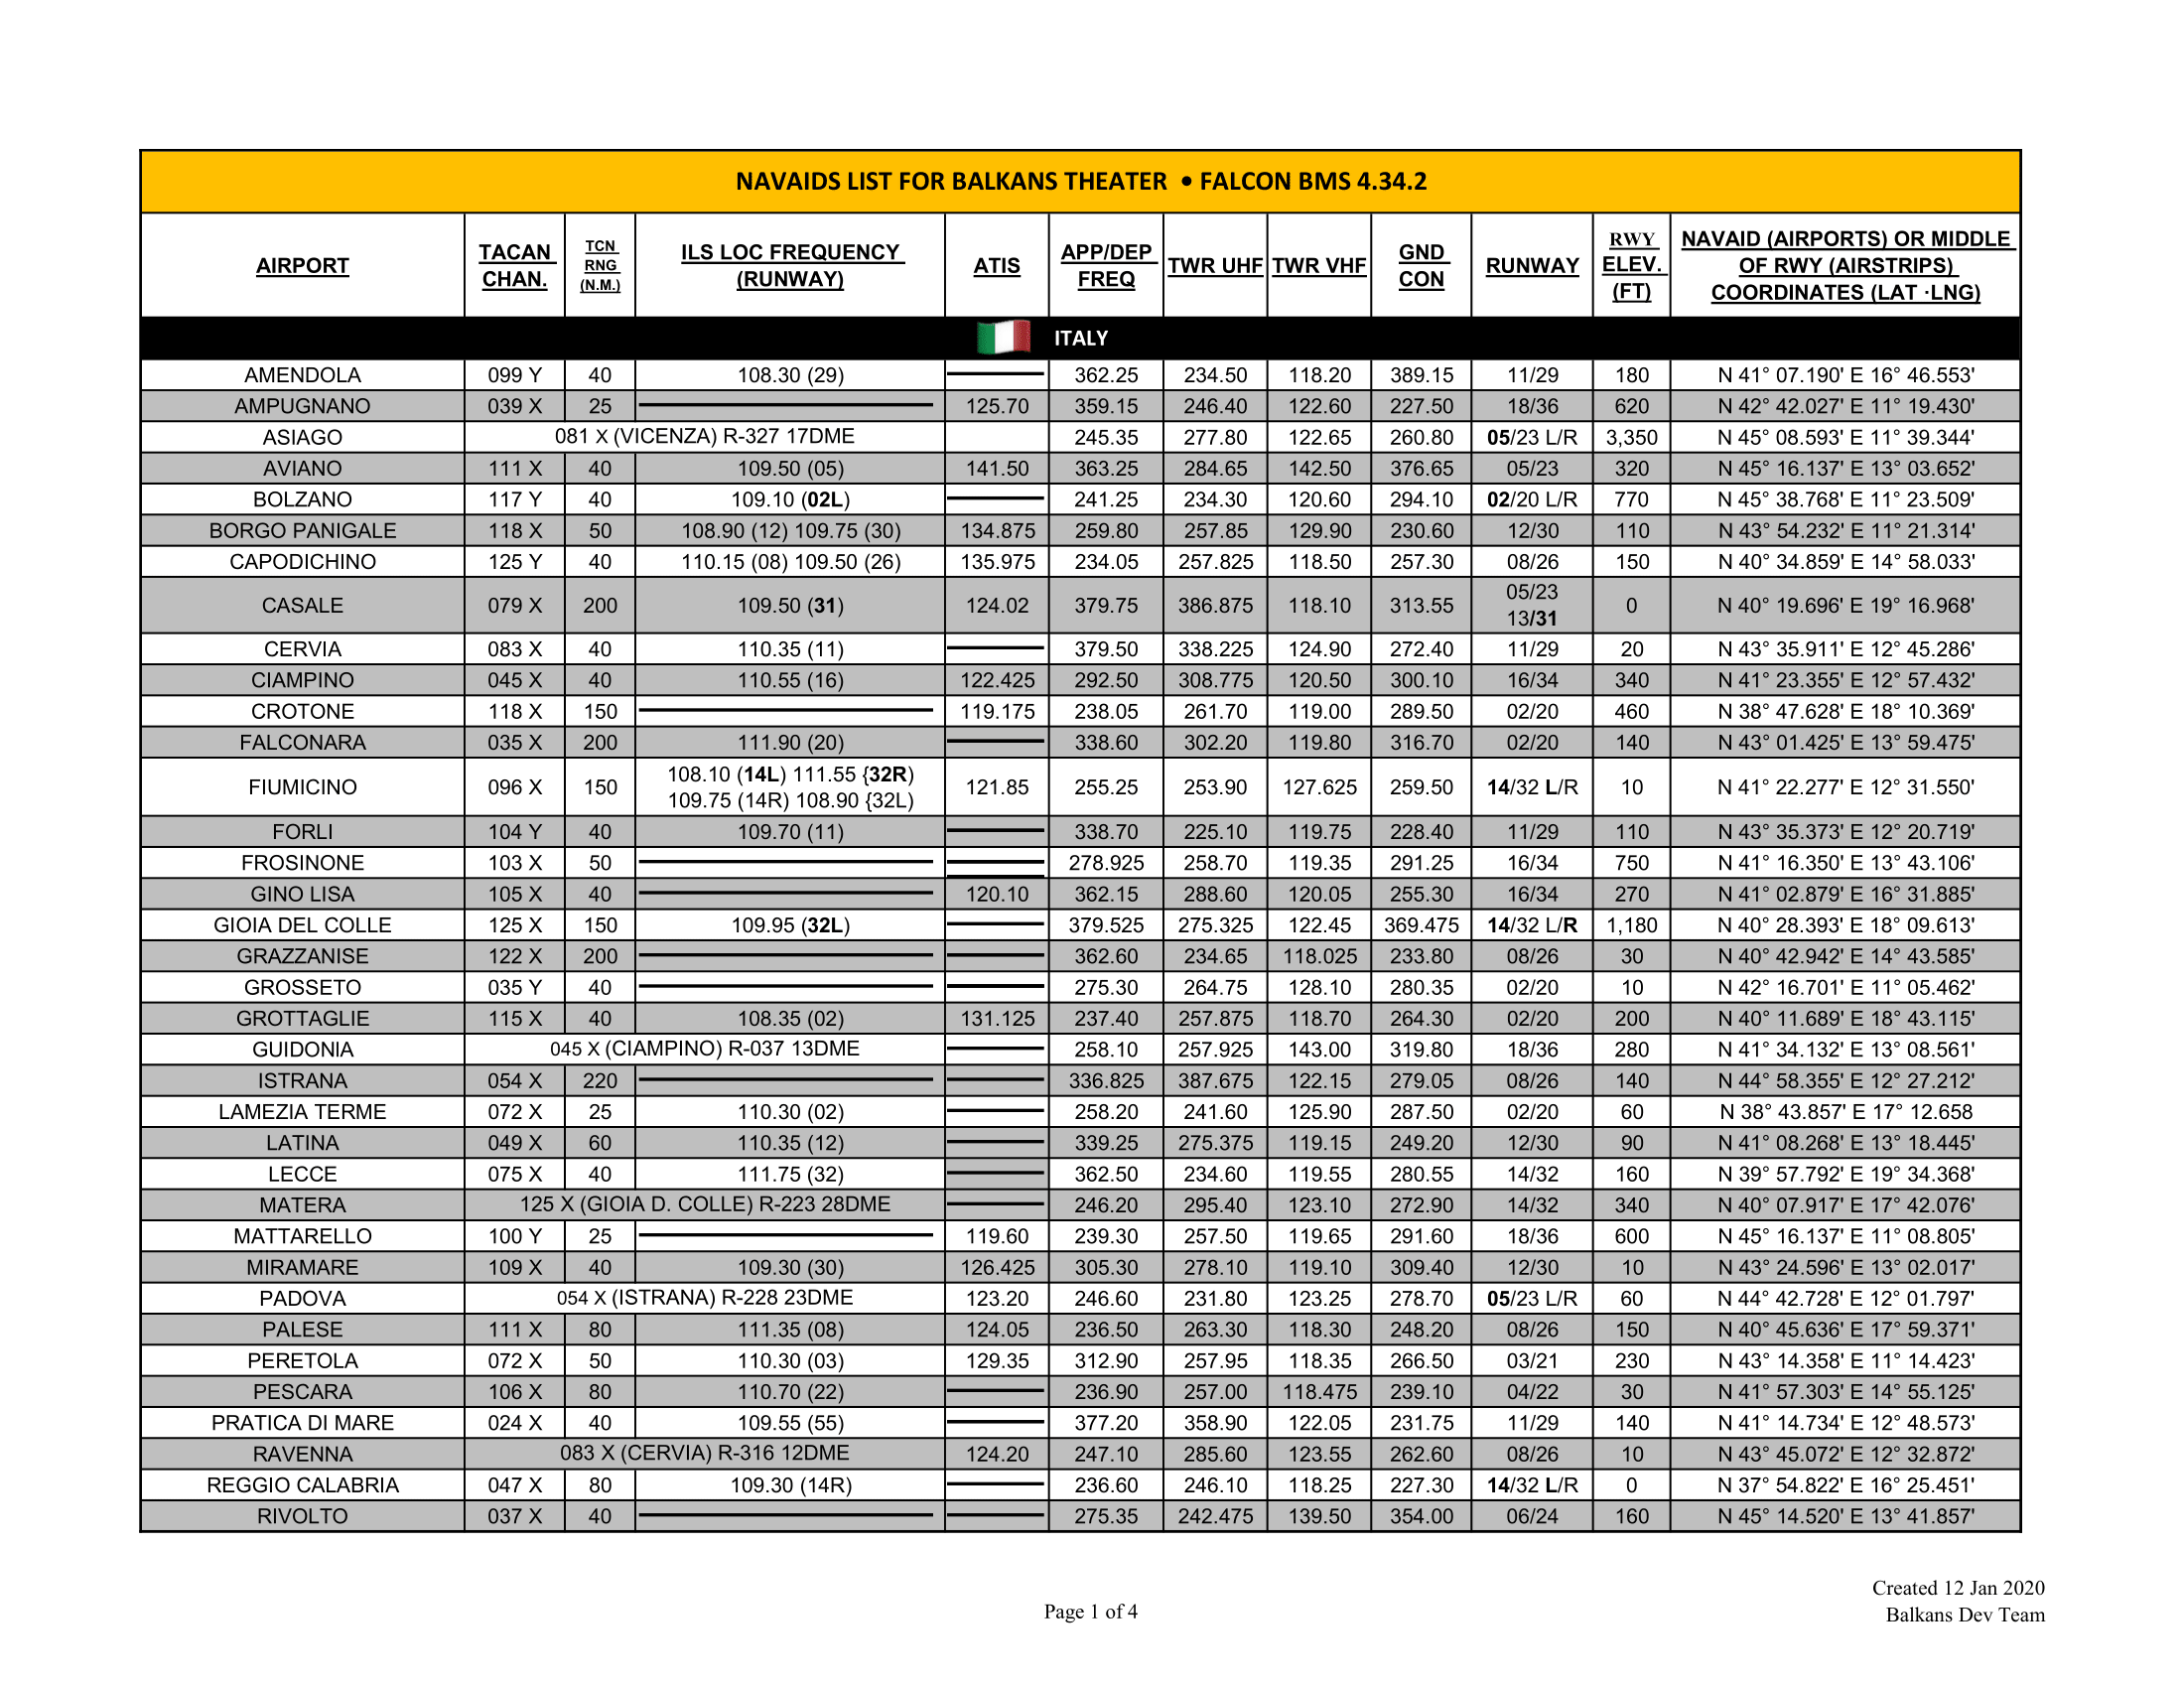 NAVAIDS LIST FOR BALKANS THEATER • FALCON BMS 4.34.2
AIRPORT TACAN CHAN. TCN RNG (N.M.) ILS LOC FREQUENCY (RUNWAY) ATIS APP/DEP FREQ TWR UHF TWR VHF GND CON RUNWAY RWY ELEV. (FT) NAVAID (AIRPORTS) OR MIDDLE OF RWY (AIRSTRIPS) COORDINATES (LAT ·LNG)
ITALY
AMENDOLA 099 Y 40 108.30 (29) 362.25 234.50 118.20 389.15 11/29 180 N 41° 07.190' E 16° 46.553'
AMPUGNANO 039 X 25 125.70 359.15 246.40 122.60 227.50 18/36 620 N 42° 42.027' E 11° 19.430'
ASIAGO 081 X (VICENZA) R-327 17DME 245.35 277.80 122.65 260.80 05/23 L/R 3,350 N 45° 08.593' E 11° 39.344'
AVIANO 111 X 40 109.50 (05) 141.50 363.25 284.65 142.50 376.65 05/23 320 N 45° 16.137' E 13° 03.652'
BOLZANO 117 Y 40 109.10 (02L) 241.25 234.30 120.60 294.10 02/20 L/R 770 N 45° 38.768' E 11° 23.509'
BORGO PANIGALE 118 X 50 108.90 (12) 109.75 (30) 134.875 259.80 257.85 129.90 230.60 12/30 110 N 43° 54.232' E 11° 21.314'
CAPODICHINO 125 Y 40 110.15 (08) 109.50 (26) 135.975 234.05 257.825 118.50 257.30 08/26 150 N 40° 34.859' E 14° 58.033'
CASALE 079 X 200 109.50 (31) 124.02 379.75 386.875 118.10 313.55 05/23 13/31 0 N 40° 19.696' E 19° 16.968'
CERVIA 083 X 40 110.35 (11) 379.50 338.225 124.90 272.40 11/29 20 N 43° 35.911' E 12° 45.286'
CIAMPINO 045 X 40 110.55 (16) 122.425 292.50 308.775 120.50 300.10 16/34 340 N 41° 23.355' E 12° 57.432'
CROTONE 118 X 150 119.175 238.05 261.70 119.00 289.50 02/20 460 N 38° 47.628' E 18° 10.369'
FALCONARA 035 X 200 111.90 (20) 338.60 302.20 119.80 316.70 02/20 140 N 43° 01.425' E 13° 59.475'
FIUMICINO 096 X 150 108.10 (14L) 111.55 {32R) 109.75 (14R) 108.90 {32L) 121.85 255.25 253.90 127.625 259.50 14/32 L/R 10 N 41° 22.277' E 12° 31.550'
FORLI 104 Y 40 109.70 (11) 338.70 225.10 119.75 228.40 11/29 110 N 43° 35.373' E 12° 20.719'
FROSINONE 103 X 50 278.925 258.70 119.35 291.25 16/34 750 N 41° 16.350' E 13° 43.106'
GINO LISA 105 X 40 120.10 362.15 288.60 120.05 255.30 16/34 270 N 41° 02.879' E 16° 31.885'
GIOIA DEL COLLE 125 X 150 109.95 (32L) 379.525 275.325 122.45 369.475 14/32 L/R 1,180 N 40° 28.393' E 18° 09.613'
GRAZZANISE 122 X 200 362.60 234.65 118.025 233.80 08/26 30 N 40° 42.942' E 14° 43.585'
GROSSETO 035 Y 40 275.30 264.75 128.10 280.35 02/20 10 N 42° 16.701' E 11° 05.462'
GROTTAGLIE 115 X 40 108.35 (02) 131.125 237.40 257.875 118.70 264.30 02/20 200 N 40° 11.689' E 18° 43.115'
GUIDONIA 045 X (CIAMPINO) R-037 13DME 258.10 257.925 143.00 319.80 18/36 280 N 41° 34.132' E 13° 08.561'
ISTRANA 054 X 220 336.825 387.675 122.15 279.05 08/26 140 N 44° 58.355' E 12° 27.212'
LAMEZIA TERME 072 X 25 110.30 (02) 258.20 241.60 125.90 287.50 02/20 60 N 38° 43.857' E 17° 12.658
LATINA 049 X 60 110.35 (12) 339.25 275.375 119.15 249.20 12/30 90 N 41° 08.268' E 13° 18.445'
LECCE 075 X 40 111.75 (32) 362.50 234.60 119.55 280.55 14/32 160 N 39° 57.792' E 19° 34.368'
MATERA 125 X (GIOIA D. COLLE) R-223 28DME 246.20 295.40 123.10 272.90 14/32 340 N 40° 07.917' E 17° 42.076'
MATTARELLO 100 Y 25 119.60 239.30 257.50 119.65 291.60 18/36 600 N 45° 16.137' E 11° 08.805'
MIRAMARE 109 X 40 109.30 (30) 126.425 305.30 278.10 119.10 309.40 12/30 10 N 43° 24.596' E 13° 02.017'
PADOVA 054 X (ISTRANA) R-228 23DME 123.20 246.60 231.80 123.25 278.70 05/23 L/R 60 N 44° 42.728' E 12° 01.797'
PALESE 111 X 80 111.35 (08) 124.05 236.50 263.30 118.30 248.20 08/26 150 N 40° 45.636' E 17° 59.371'
PERETOLA 072 X 50 110.30 (03) 129.35 312.90 257.95 118.35 266.50 03/21 230 N 43° 14.358' E 11° 14.423'
PESCARA 106 X 80 110.70 (22) 236.90 257.00 118.475 239.10 04/22 30 N 41° 57.303' E 14° 55.125'
PRATICA DI MARE 024 X 40 109.55 (55) 377.20 358.90 122.05 231.75 11/29 140 N 41° 14.734' E 12° 48.573'
RAVENNA 083 X (CERVIA) R-316 12DME 124.20 247.10 285.60 123.55 262.60 08/26 10 N 43° 45.072' E 12° 32.872'
REGGIO CALABRIA 047 X 80 109.30 (14R) 236.60 246.10 118.25 227.30 14/32 L/R 0 N 37° 54.822' E 16° 25.451'
RIVOLTO 037 X 40 275.35 242.475 139.50 354.00 06/24 160 N 45° 14.520' E 13° 41.857'
Created 12 Jan 2020
Page 1 of 4
Balkans Dev Team